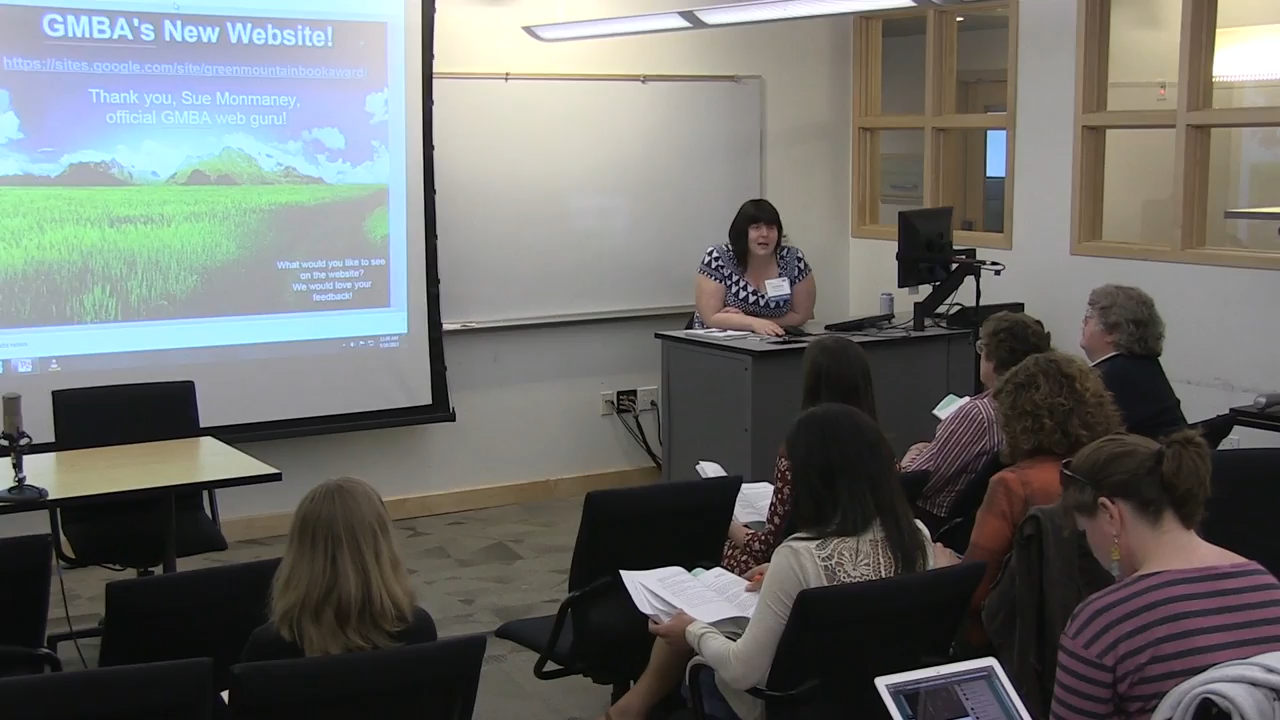 GMBA's New Website!
https://sites.google.com/site/greenmountainbookaward/
Thank you, Sue Monmaney,
official GMBA web guru!
What would you like to see
on the website?
We would love your
feedback!